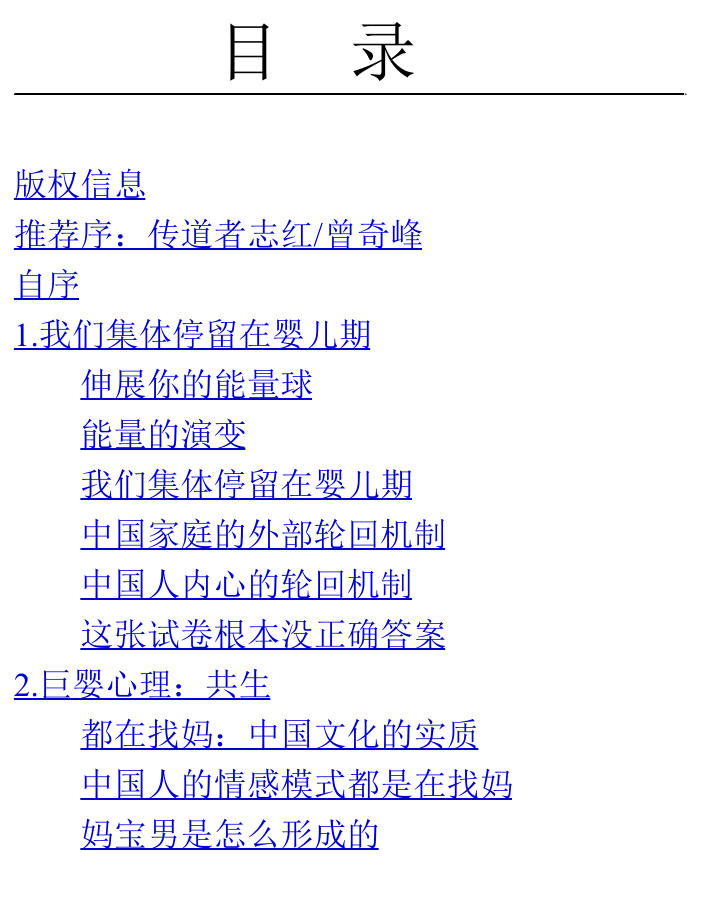 目 录
版权信息
推荐序：传道者志红/曾奇峰
自序
1.我们集体停留在婴儿期
伸展你的能量球
能量的演变
我们集体停留在婴儿期
中国家庭的外部轮回机制
中国人内心的轮回机制
这张试卷根本没正确答案
2.巨婴心理：共生
都在找妈：中国文化的实质
中国人的情感模式都是在找妈
妈宝男是怎么形成的